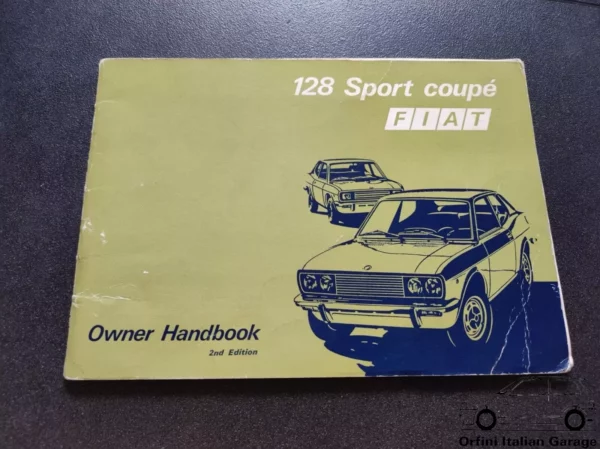 128 Sport coupé
FIAT
Owner Handbook
2nd Edition
Orfini Italian Garage